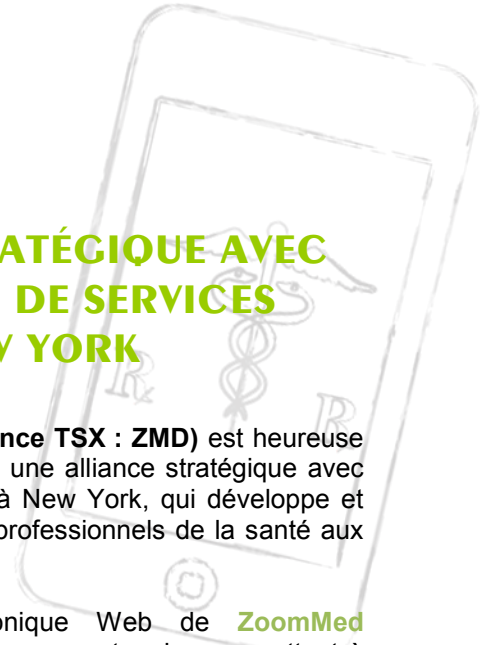 ATÉGIQUE AVEC
DE SERVICES
YORK
nce TSX : ZMD) est heureuse
une alliance stratégique avec
à New York, qui développe et
professionnels de la santé aux
onique Web de ZoomMed